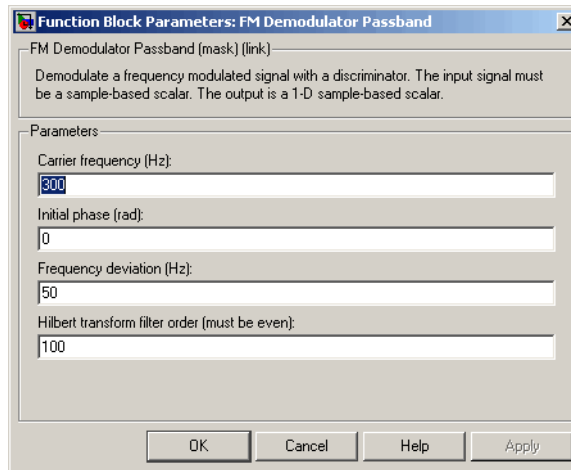 Function Block Parameters: FM Demodulator Passband
FM Demodulator Passband (mask) (link)
Demodulate a frequency modulated signal with a discriminator. The input signal must
be a sample-based scalar. The output is a 1-D sample-based scalar.
Parameters
Carrier frequency (Hz):
300
Initial phase (rad):
0
Frequency deviation (Hz):
50
Hilbert transform filter order (must be even):
100
OK Cancel Help Apply